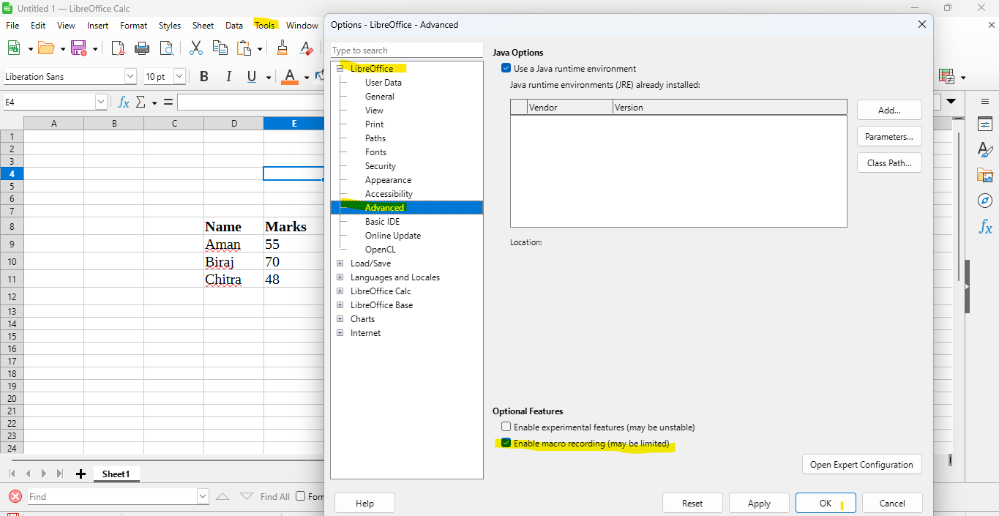 Untitled 1 — LibreOffice Calc
File Edit View Insert Format Styles Sheet Data Tools Window
Liberation Sans 10 pt B I U A
E4 fx Σ =
A B C D E
1
2
3
4
5
6
7
8 Name Marks
9 Aman 55
10 Biraj 70
11 Chitra 48
12
13
14
15
16
17
18
19
20
21
22
23
24
Sheet1
Find Find All Form
Options - LibreOffice - Advanced
Type to search
LibreOffice
User Data
General
View
Print
Paths
Fonts
Security
Appearance
Accessibility
Advanced
Basic IDE
Online Update
OpenCL
Load/Save
Languages and Locales
LibreOffice Calc
LibreOffice Base
Charts
Internet
Java Options
Use a Java runtime environment
Java runtime environments (JRE) already installed:
Vendor Version
Add...
Parameters...
Class Path...
Location:
Optional Features
Enable experimental features (may be unstable)
Enable macro recording (may be limited)
Open Expert Configuration
Help Reset Apply OK Cancel
fx